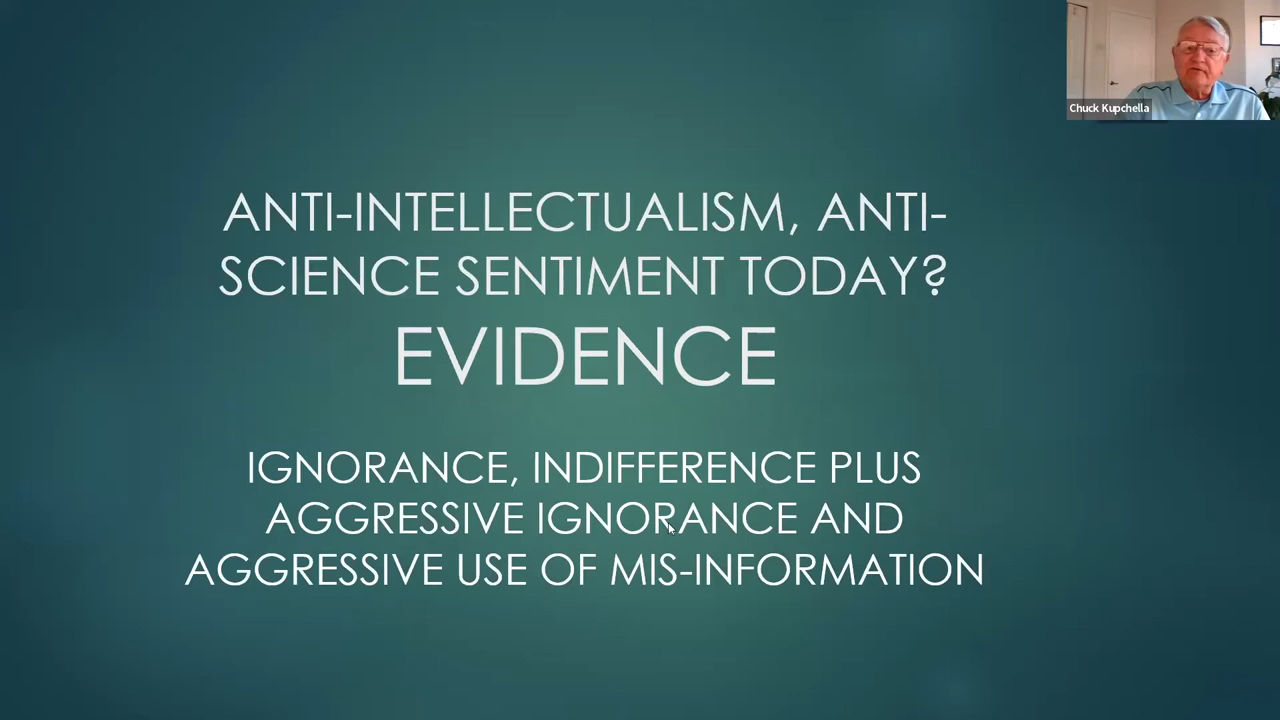 Chuck Kupchella
ANTI-INTELLECTUALISM, ANTI-
SCIENCE SENTIMENT TODAY?
EVIDENCE
IGNORANCE, INDIFFERENCE PLUS
AGGRESSIVE IGNORANCE AND
AGGRESSIVE USE OF MIS-INFORMATION